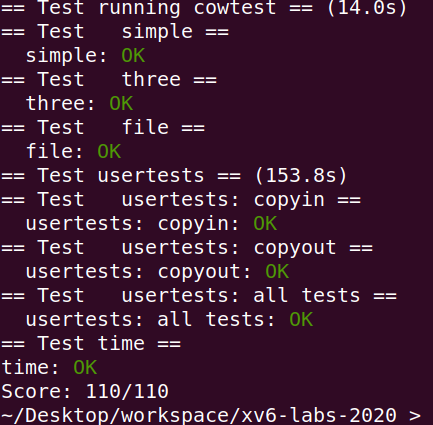 == Test running cowtest == (14.0s)
== Test   simple ==
  simple: OK
== Test   three ==
  three: OK
== Test   file ==
  file: OK
== Test usertests == (153.8s)
== Test   usertests: copyin ==
  usertests: copyin: OK
== Test   usertests: copyout ==
  usertests: copyout: OK
== Test   usertests: all tests ==
  usertests: all tests: OK
== Test time ==
time: OK
Score: 110/110
~/Desktop/workspace/xv6-labs-2020 >